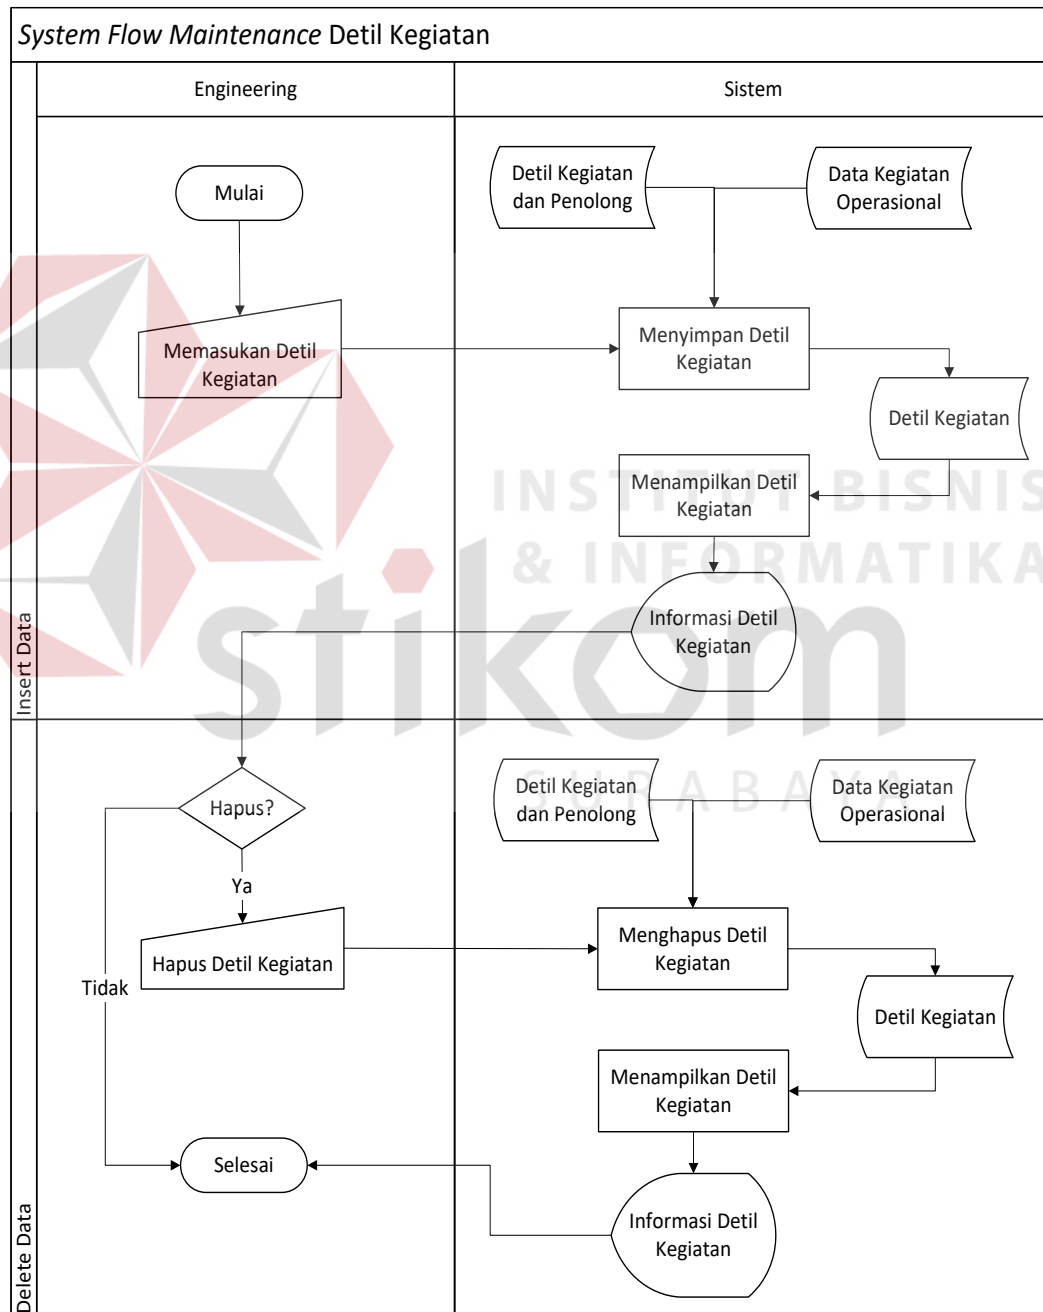 System Flow Maintenance Detil Kegiatan
Engineering
Sistem
Insert Data
Mulai
Detil Kegiatan
dan Penolong
Data Kegiatan
Operasional
Memasukan Detil
Kegiatan
Menyimpan Detil
Kegiatan
Detil Kegiatan
Menampilkan Detil
Kegiatan
Informasi Detil
Kegiatan
INSTITUT BISNIS
& INFORMATIKA
stikom
SURABAYA
Delete Data
Hapus?
Ya
Tidak
Detil Kegiatan
dan Penolong
Data Kegiatan
Operasional
Hapus Detil Kegiatan
Menghapus Detil
Kegiatan
Detil Kegiatan
Menampilkan Detil
Kegiatan
Selesai
Informasi Detil
Kegiatan